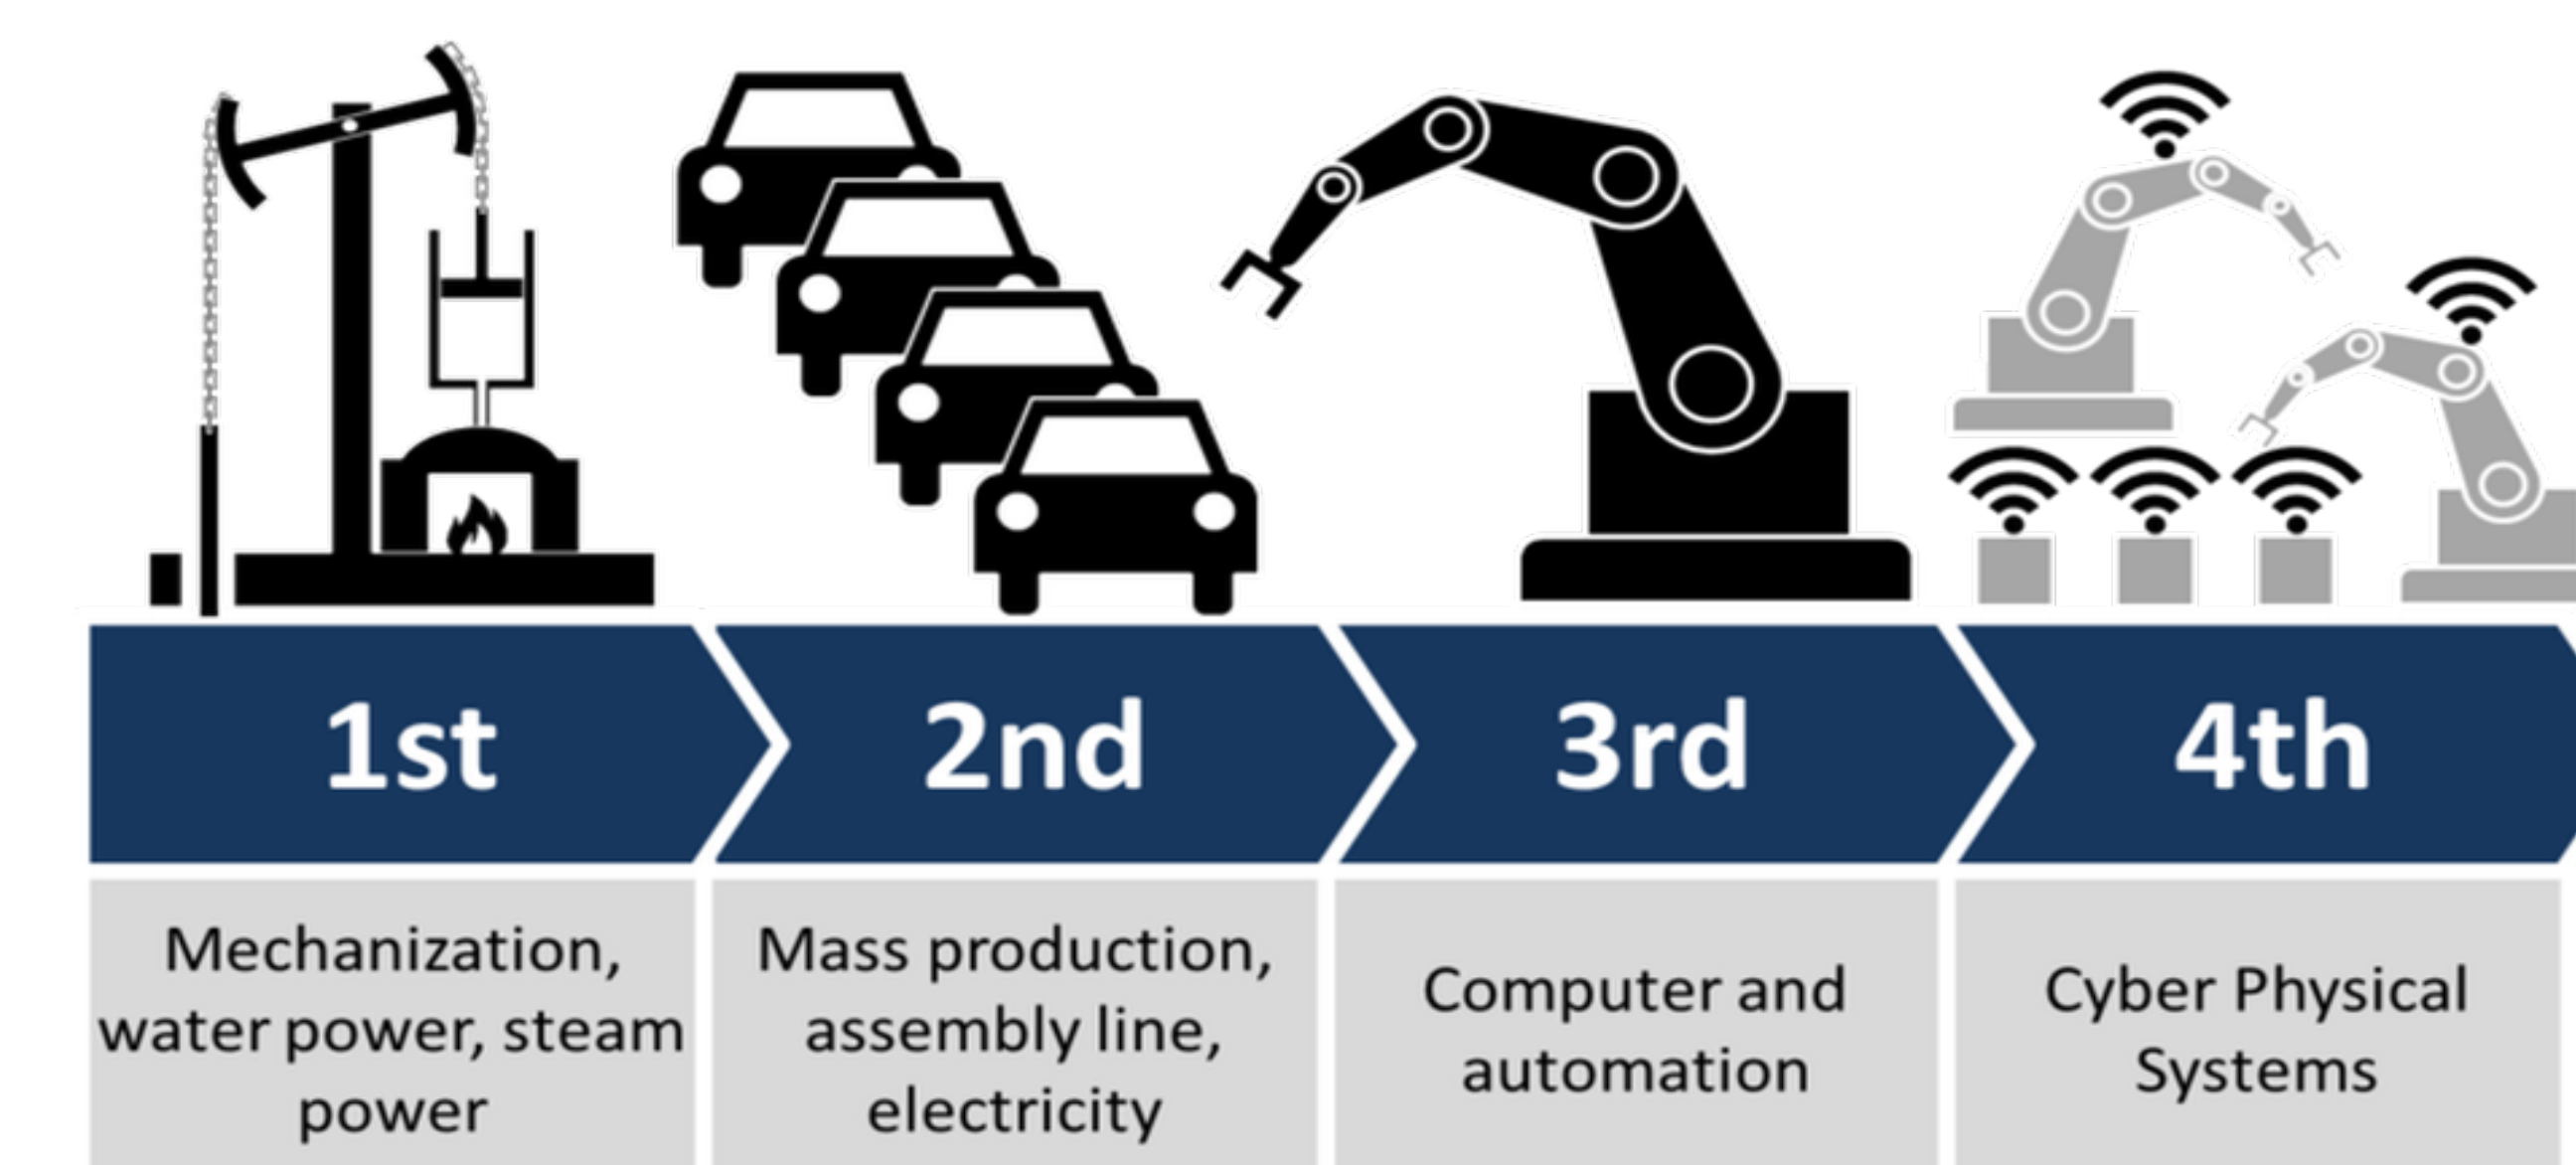 1st
2nd
3rd
4th
Mechanization,
water power, steam
power
Mass production,
assembly line,
electricity
Computer and
automation
Cyber Physical
Systems